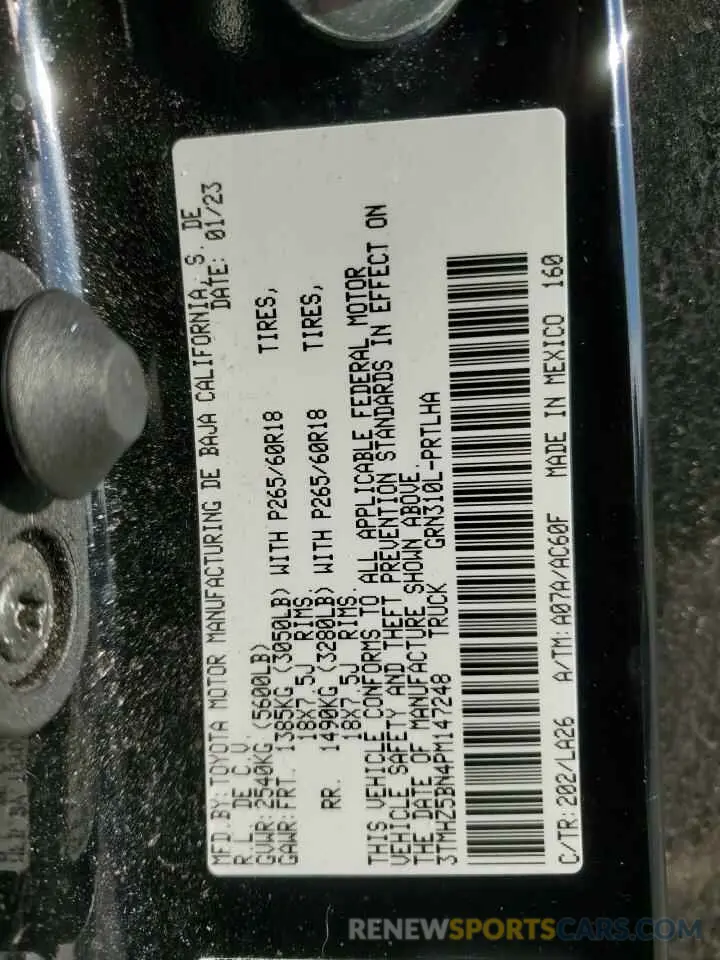 MFD.BY:TOYOTA MOTOR MANUFACTURING DE BAJA CALIFORNIA, S. DE
R.L. DE C.V. DATE: 01/23
GVWR:2540KG (5600LB)
GAWR:FRT. 1385KG (3050LB) WITH P265/60R18 TIRES,
18X7.5J RIMS.
RR. 1490KG (3280LB) WITH P265/60R18 TIRES,
18X7.5J RIMS.
THIS VEHICLE CONFORMS TO ALL APPLICABLE FEDERAL MOTOR
VEHICLE SAFETY AND THEFT PREVENTION STANDARDS IN EFFECT ON
THE DATE OF MANUFACTURE SHOWN ABOVE.
3TMHZ5BN4PM147248 TRUCK GRN310L-PRTLHA
C/TR:202/LA26 A/TM:A07A/AC60F MADE IN MEXICO 160
RENEWSPORTSCARS.COM